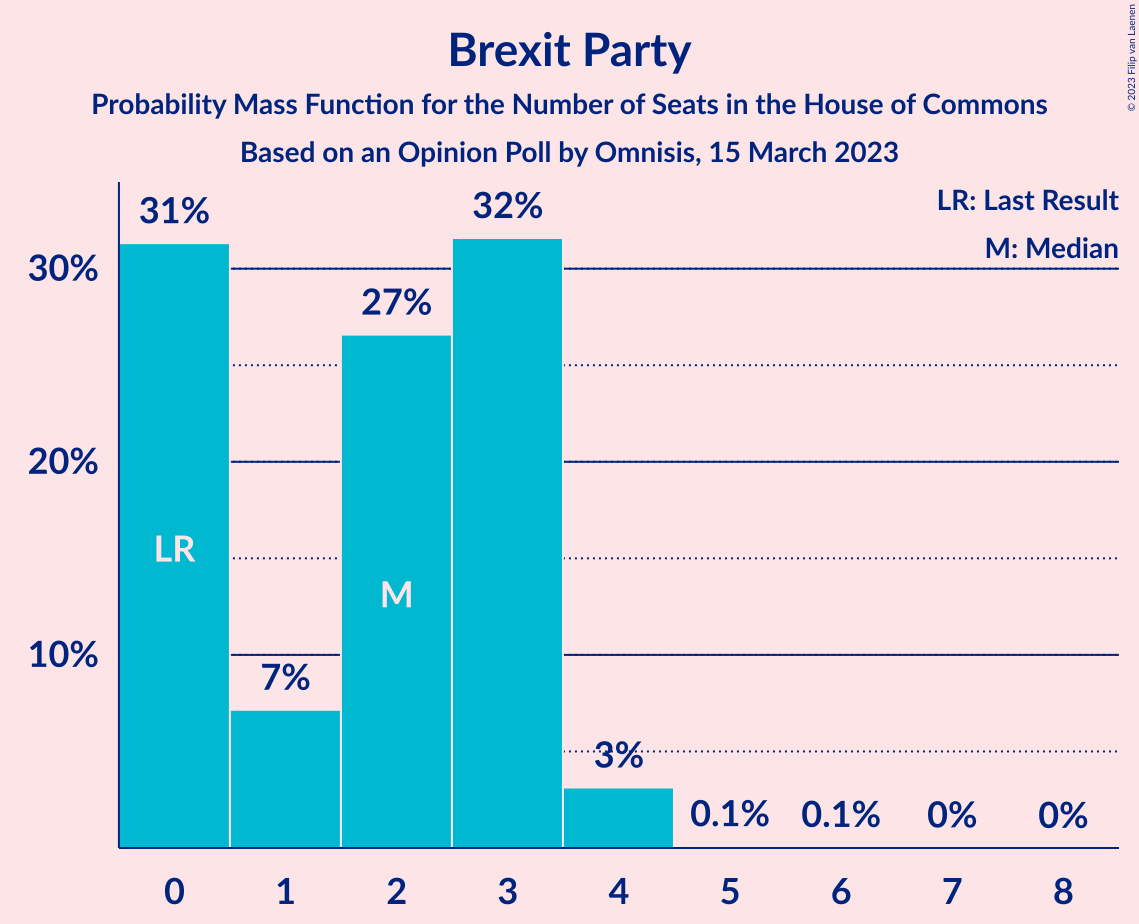 Brexit Party
Probability Mass Function for the Number of Seats in the House of Commons
Based on an Opinion Poll by Omnisis, 15 March 2023
© 2023 Filip van Laenen
LR: Last Result
M: Median
31%
7%
27%
32%
3%
0.1%
0.1%
0%
0%
30%
20%
10%
LR
M
0 1 2 3 4 5 6 7 8